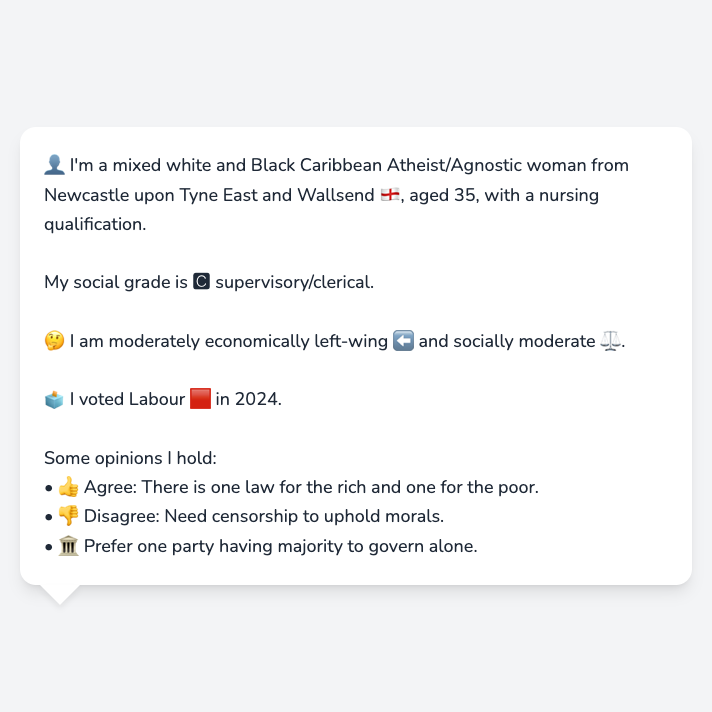 👤 I'm a mixed white and Black Caribbean Atheist/Agnostic woman from
Newcastle upon Tyne East and Wallsend 🏴󠁧󠁢󠁥󠁮󠁧󠁿, aged 35, with a nursing
qualification.
My social grade is 🅲 supervisory/clerical.
🤔 I am moderately economically left-wing ⬅️ and socially moderate ⚖️.
🗳️ I voted Labour 🟥 in 2024.
Some opinions I hold:
• 👍 Agree: There is one law for the rich and one for the poor.
• 👎 Disagree: Need censorship to uphold morals.
• 🏛️ Prefer one party having majority to govern alone.